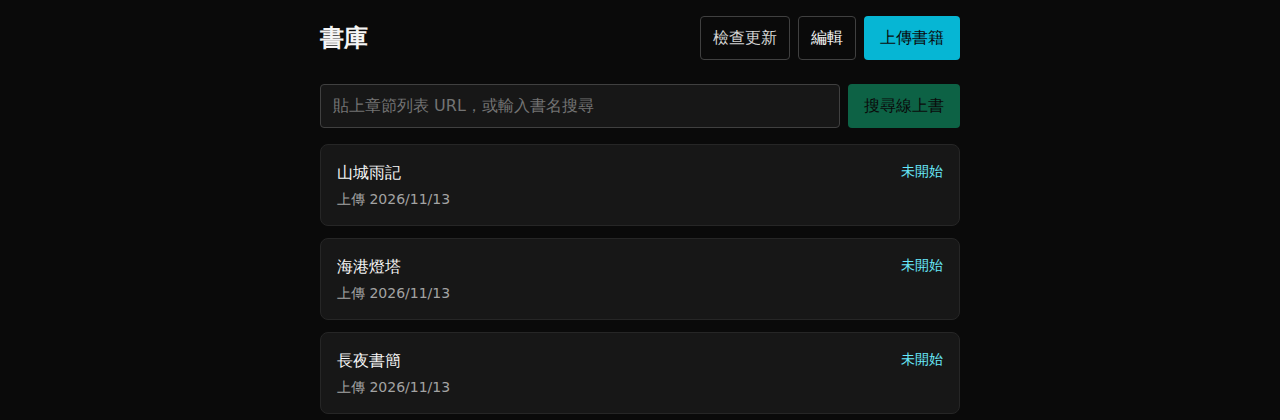 書庫
檢查更新
編輯
上傳書籍
貼上章節列表 URL，或輸入書名搜尋
搜尋線上書
山城雨記
未開始
上傳 2026/11/13
海港燈塔
未開始
上傳 2026/11/13
長夜書簡
未開始
上傳 2026/11/13